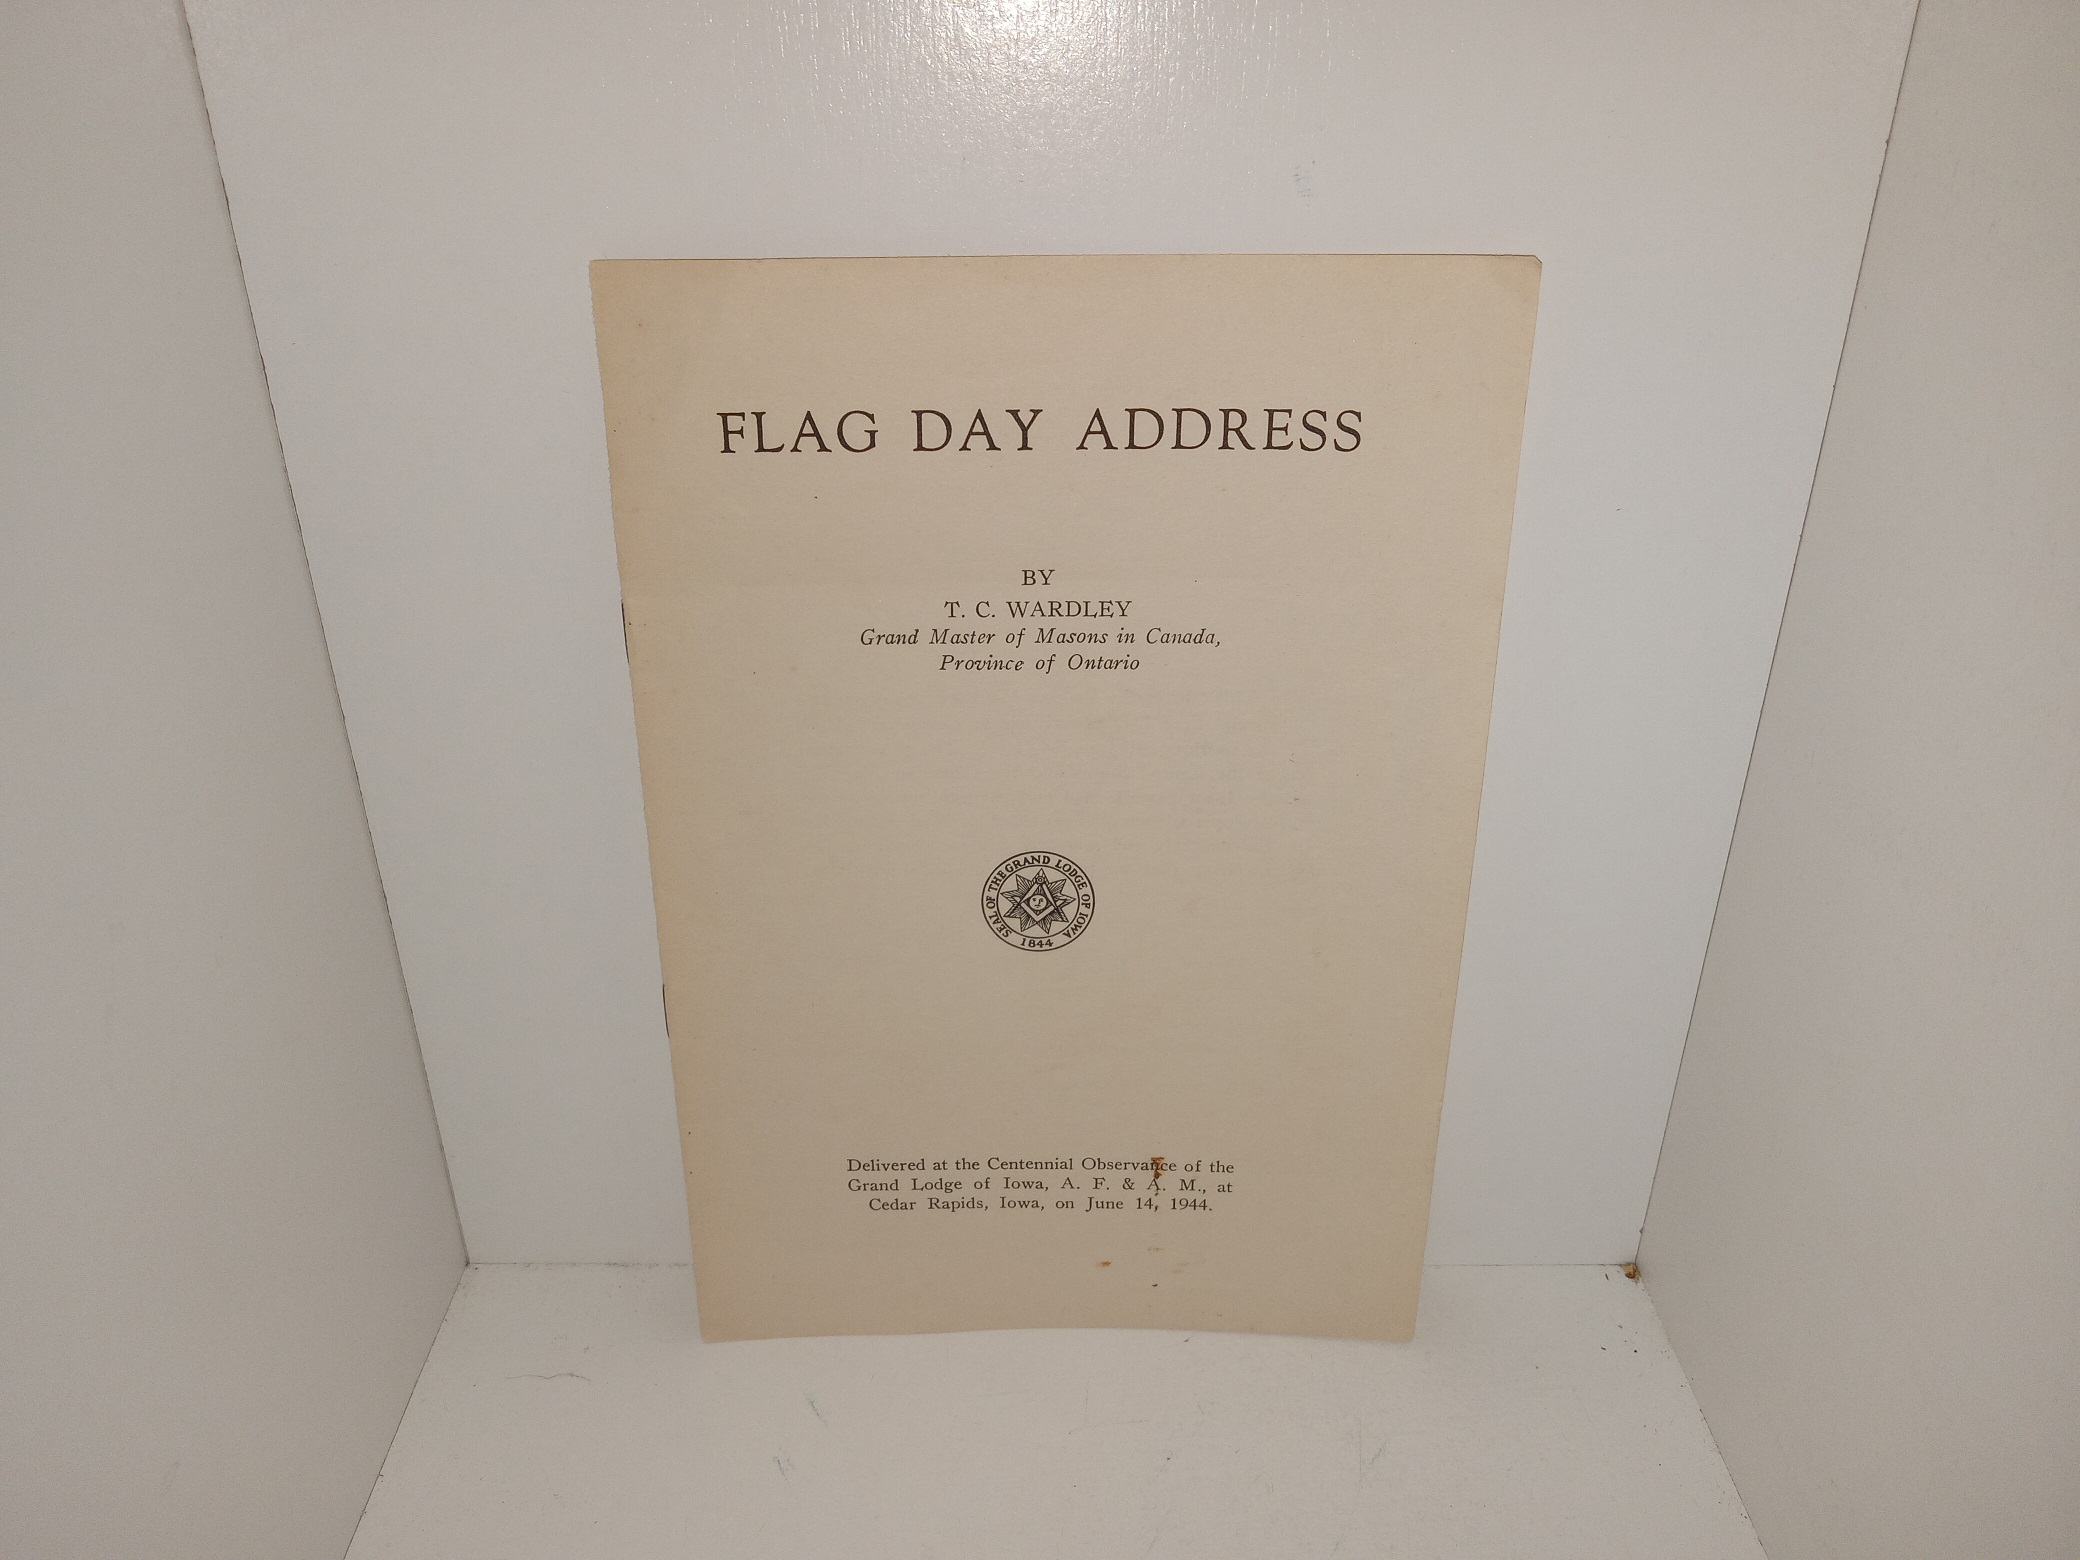 FLAG DAY ADDRESS
BY
T. C. WARDLEY
Grand Master of Masons in Canada,
Province of Ontario
SEAL OF THE GRAND LODGE OF IOWA
1844
Delivered at the Centennial Observance of the
Grand Lodge of Iowa, A. F. & A. M., at
Cedar Rapids, Iowa, on June 14, 1944.